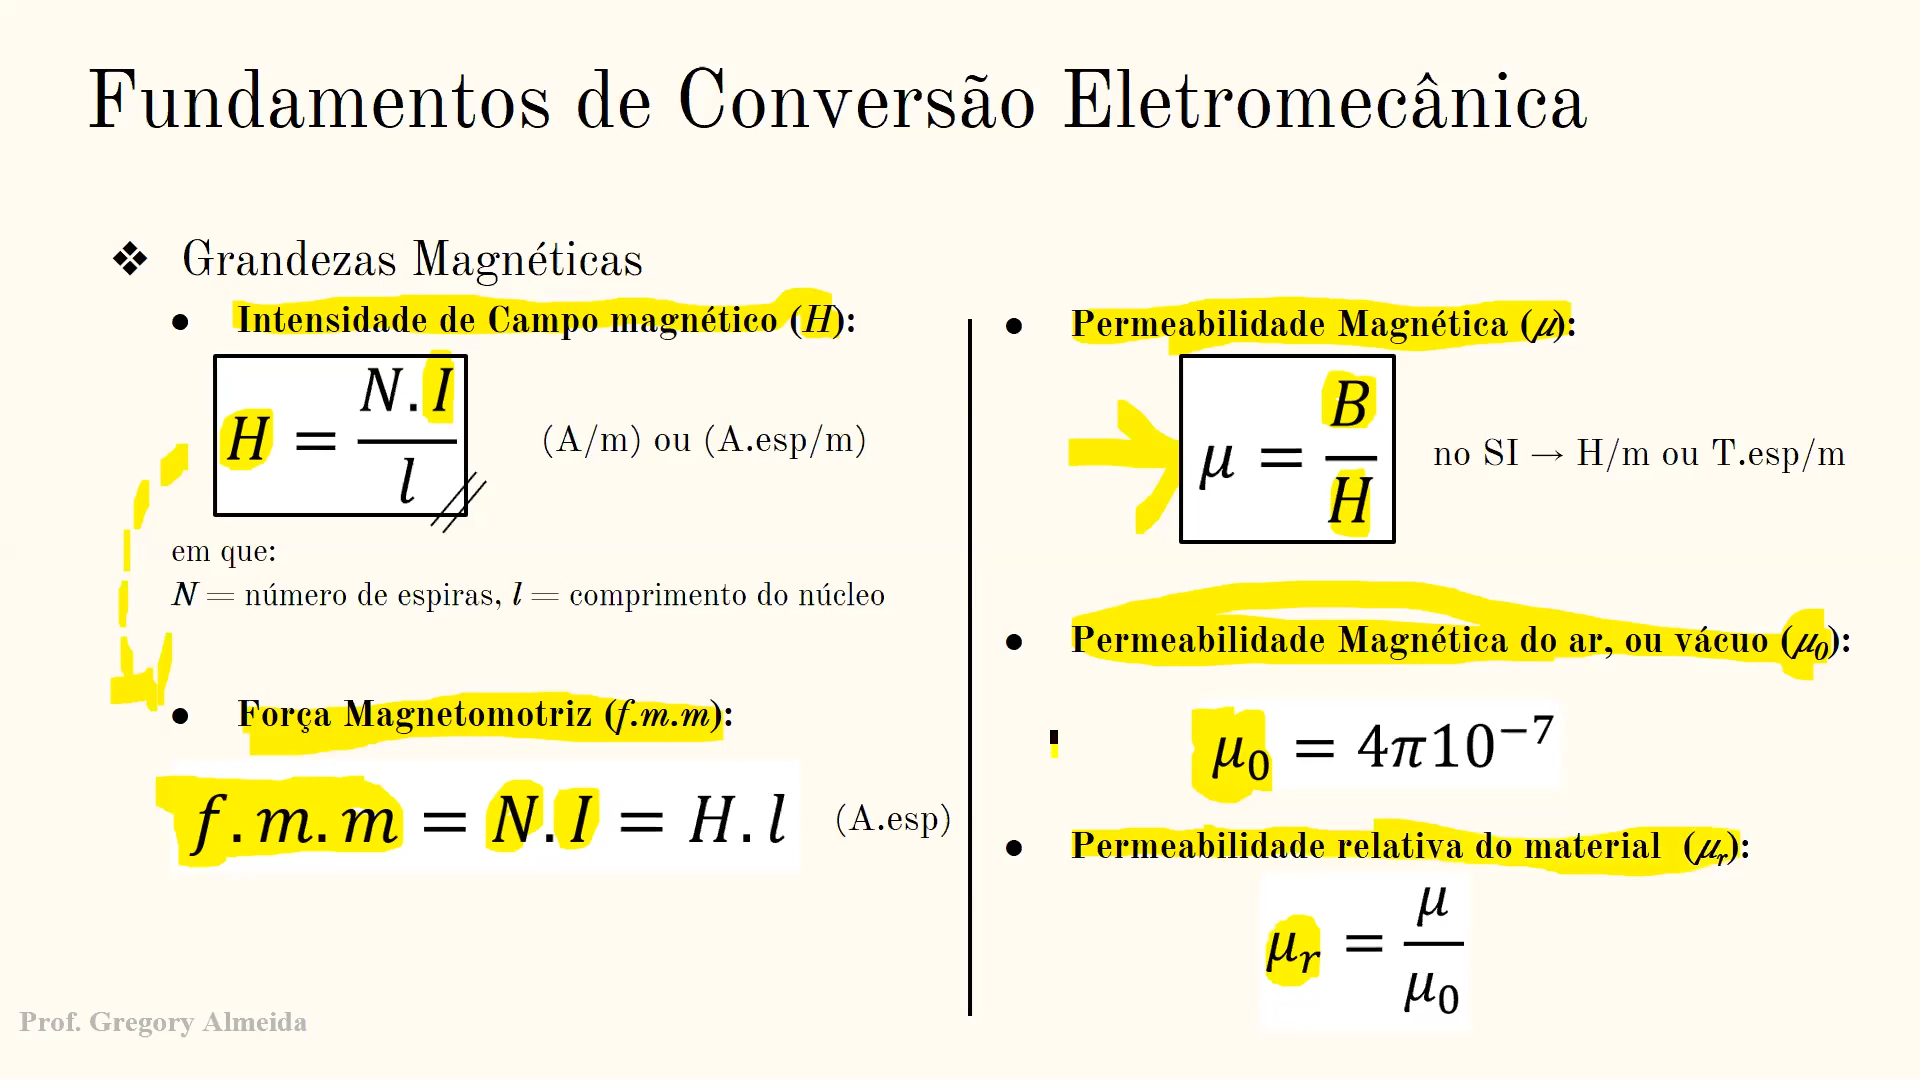 Fundamentos de Conversão Eletromecânica
❖ Grandezas Magnéticas
● Intensidade de Campo magnético (H):
H = N.I / l
(A/m) ou (A.esp/m)
em que:
N = número de espiras, l = comprimento do núcleo
● Força Magnetomotriz (f.m.m):
f.m.m = N.I = H.l (A.esp)
● Permeabilidade Magnética (μ):
μ = B / H
no SI → H/m ou T.esp/m
● Permeabilidade Magnética do ar, ou vácuo (μ₀):
μ₀ = 4π10⁻⁷
● Permeabilidade relativa do material (μᵣ):
μᵣ = μ / μ₀
Prof. Gregory Almeida